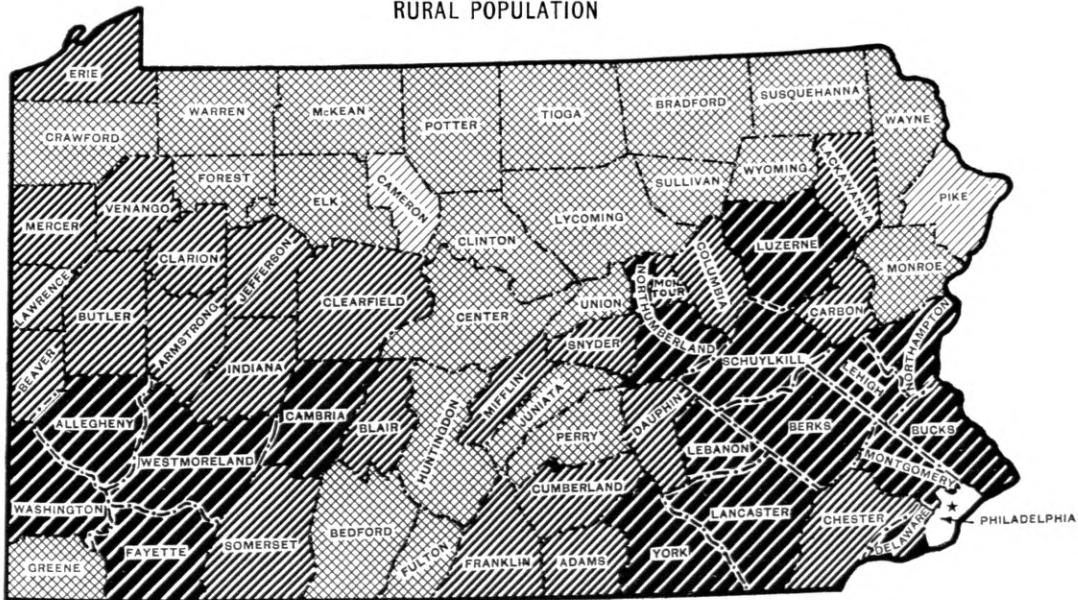 RURAL POPULATION
ERIE
CRAWFORD
WARREN
McKEAN
POTTER
TIOGA
BRADFORD
SUSQUEHANNA
WAYNE
MERCER
VENANGO
FOREST
ELK
CAMERON
CLINTON
LYCOMING
SULLIVAN
WYOMING
LACKAWANNA
PIKE
LAWRENCE
BUTLER
CLARION
ARMSTRONG
JEFFERSON
CLEARFIELD
CENTER
UNION
MON
TOUR
NORTHUMBERLAND
COLUMBIA
LUZERNE
CARBON
MONROE
BEAVER
INDIANA
SNYDER
SCHUYLKILL
LEHIGH
NORTHAMPTON
ALLEGHENY
WESTMORELAND
CAMBRIA
BLAIR
HUNTINGDON
MIFFLIN
JUNIATA
PERRY
DAUPHIN
LEBANON
BERKS
BUCKS
MONTGOMERY
WASHINGTON
GREENE
FAYETTE
SOMERSET
BEDFORD
FULTON
FRANKLIN
CUMBERLAND
ADAMS
YORK
LANCASTER
CHESTER
DELAWARE
PHILADELPHIA